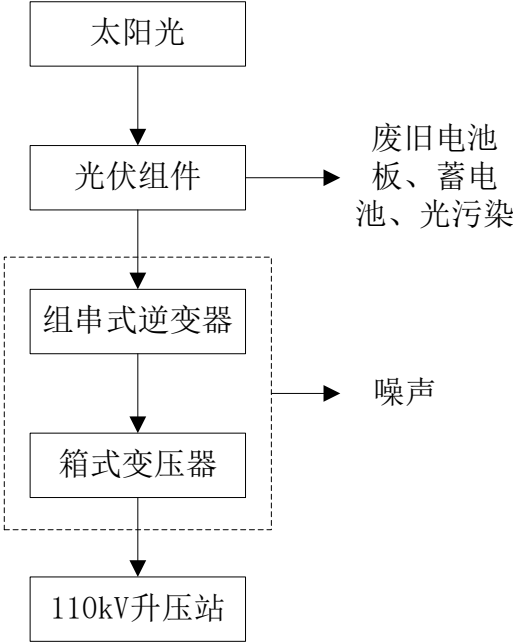 太阳光
光伏组件
废旧电池
板、蓄电
池、光污染
组串式逆变器
噪声
箱式变压器
110kV升压站